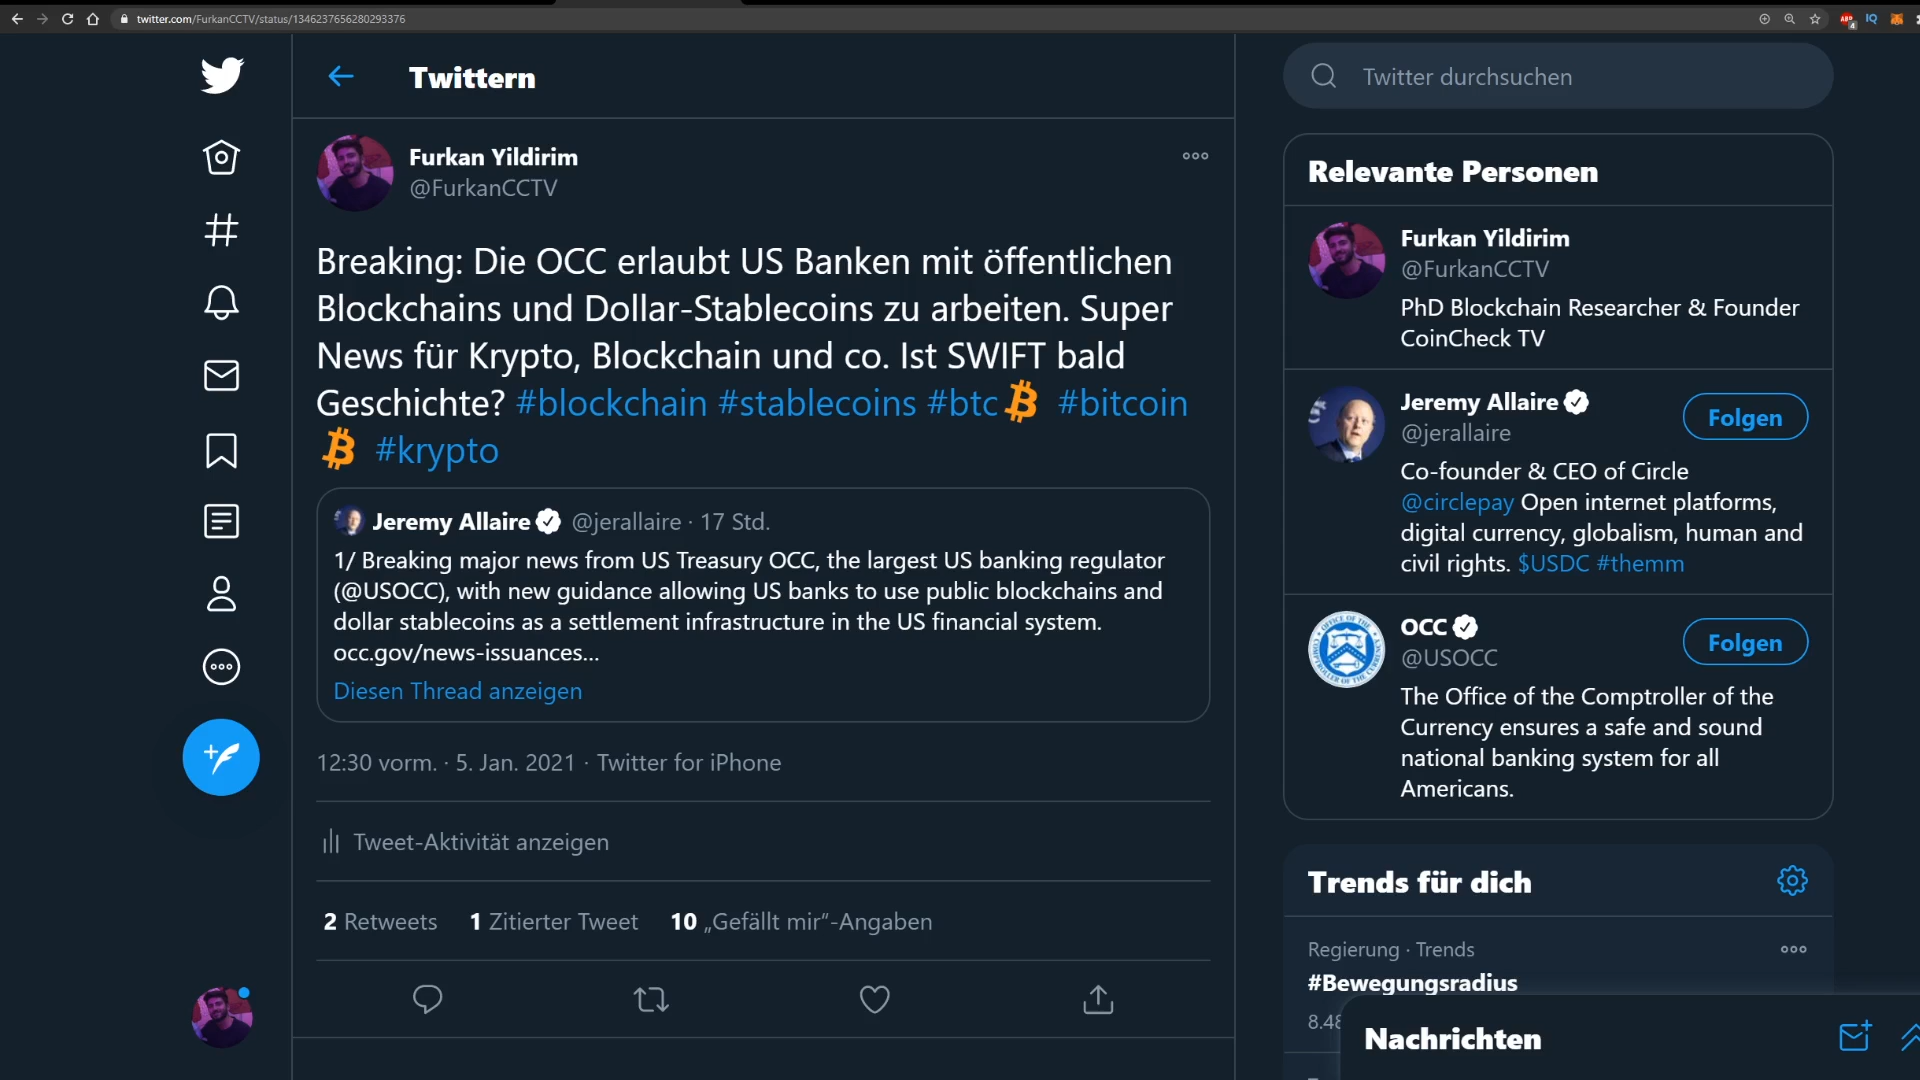 twitter.com/FurkanCCTV/status/1346237656280293376
ABP
4
IQ
Twittern
Furkan Yildirim
@FurkanCCTV
Breaking: Die OCC erlaubt US Banken mit öffentlichen
Blockchains und Dollar-Stablecoins zu arbeiten. Super
News für Krypto, Blockchain und co. Ist SWIFT bald
Geschichte? #blockchain #stablecoins #btc #bitcoin
#krypto
Jeremy Allaire @jerallaire · 17 Std.
1/ Breaking major news from US Treasury OCC, the largest US banking regulator
(@USOCC), with new guidance allowing US banks to use public blockchains and
dollar stablecoins as a settlement infrastructure in the US financial system.
occ.gov/news-issuances...
Diesen Thread anzeigen
12:30 vorm. · 5. Jan. 2021 · Twitter for iPhone
Tweet-Aktivität anzeigen
2 Retweets 1 Zitierter Tweet 10 „Gefällt mir“-Angaben
Twitter durchsuchen
Relevante Personen
Furkan Yildirim
@FurkanCCTV
PhD Blockchain Researcher & Founder
CoinCheck TV
Jeremy Allaire
@jerallaire
Folgen
Co-founder & CEO of Circle
@circlepay Open internet platforms,
digital currency, globalism, human and
civil rights. $USDC #themm
OCC
@USOCC
Folgen
The Office of the Comptroller of the
Currency ensures a safe and sound
national banking system for all
Americans.
Trends für dich
Regierung · Trends
#Bewegungsradius
8.48
Nachrichten